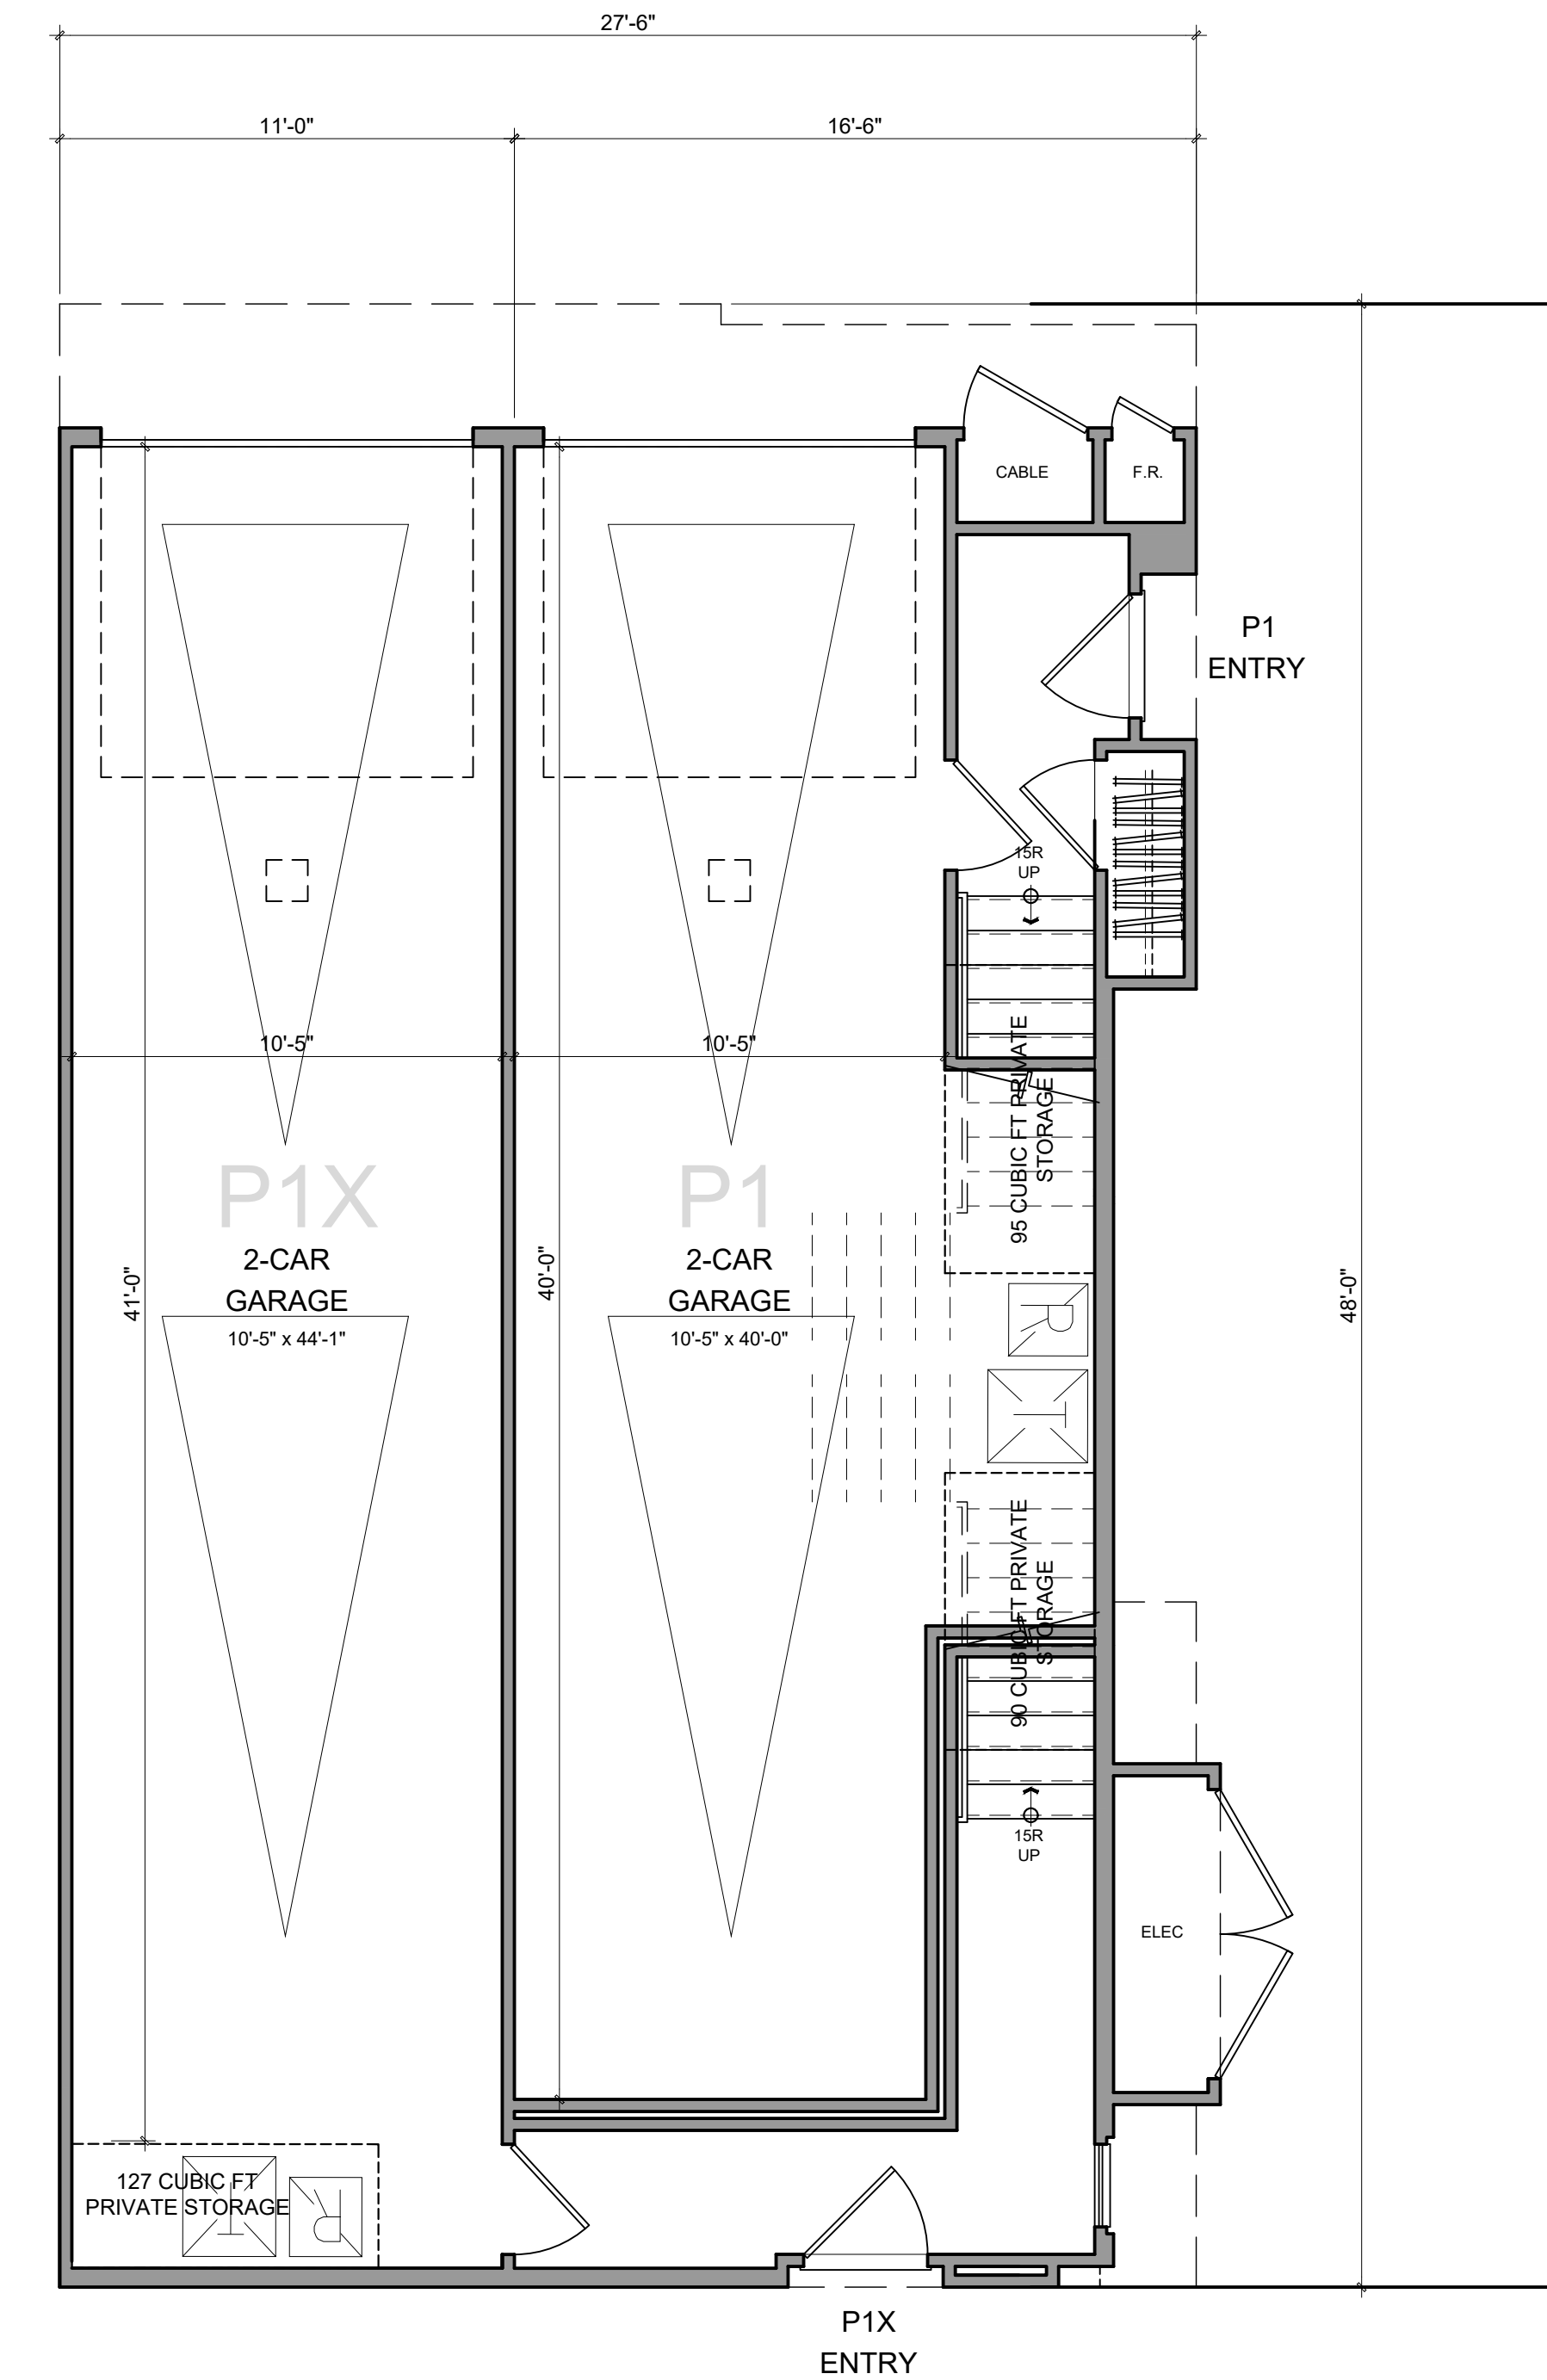 27'-6"
11'-0"
16'-6"
CABLE
F.R.
P1
ENTRY
15R
UP
10'-5"
10'-5"
95 CUBIC FT PRIVATE
STORAGE
P1X
2-CAR
GARAGE
10'-5" x 44'-1"
P1
2-CAR
GARAGE
10'-5" x 40'-0"
41'-0"
40'-0"
48'-0"
R
T
90 CUBIC FT PRIVATE
STORAGE
15R
UP
ELEC
127 CUBIC FT
PRIVATE STORAGE
T
R
P1X
ENTRY